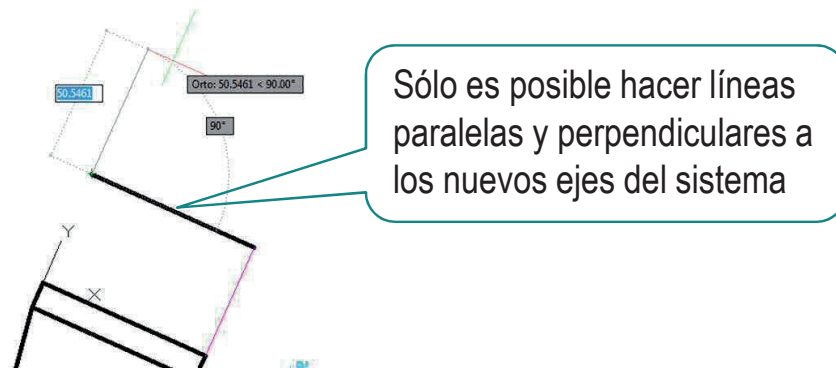 50.5461
Orto: 50.5461 < 90.00°
90°
Sólo es posible hacer líneas
paralelas y perpendiculares a
los nuevos ejes del sistema
Y
X